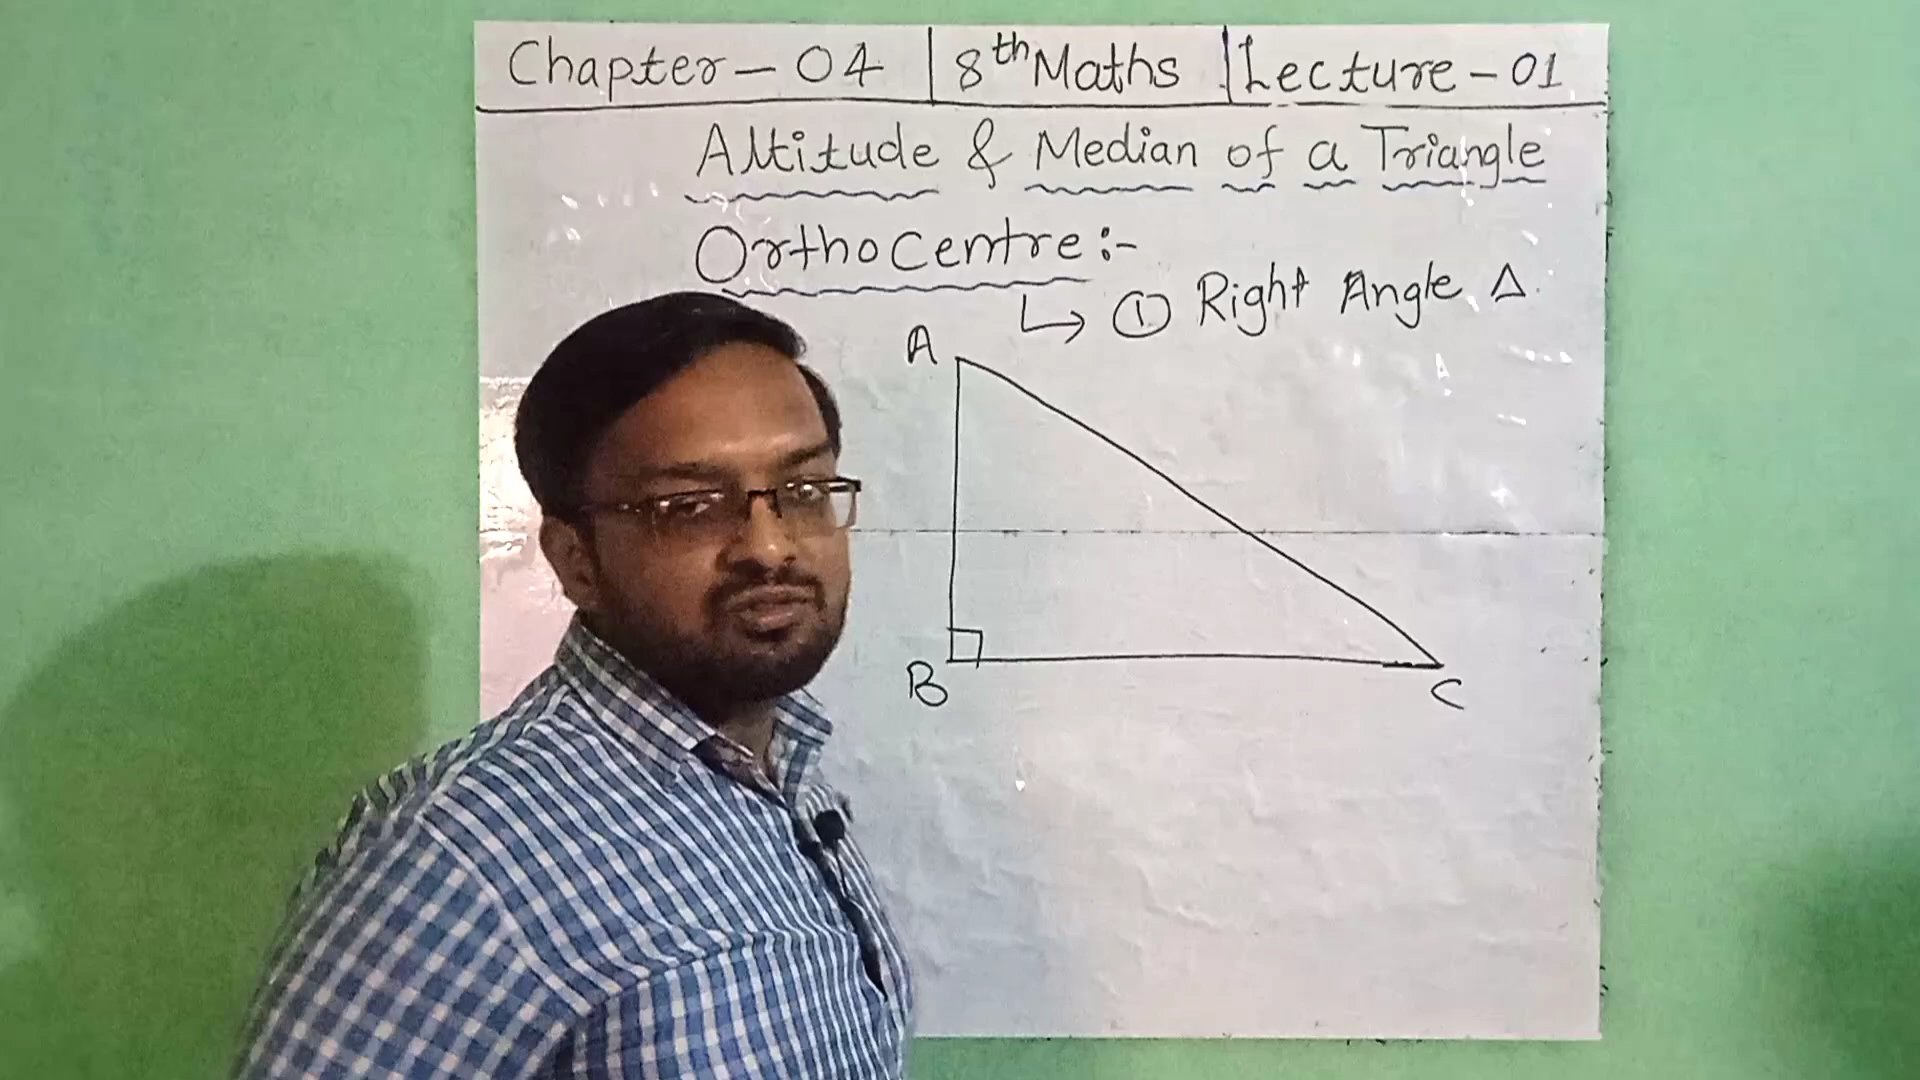 Chapter - 04 | 8th Maths | Lecture - 01
Altitude & Median of a Triangle
Orthocentre :-
↳ ① Right Angle Δ.
A
B
C